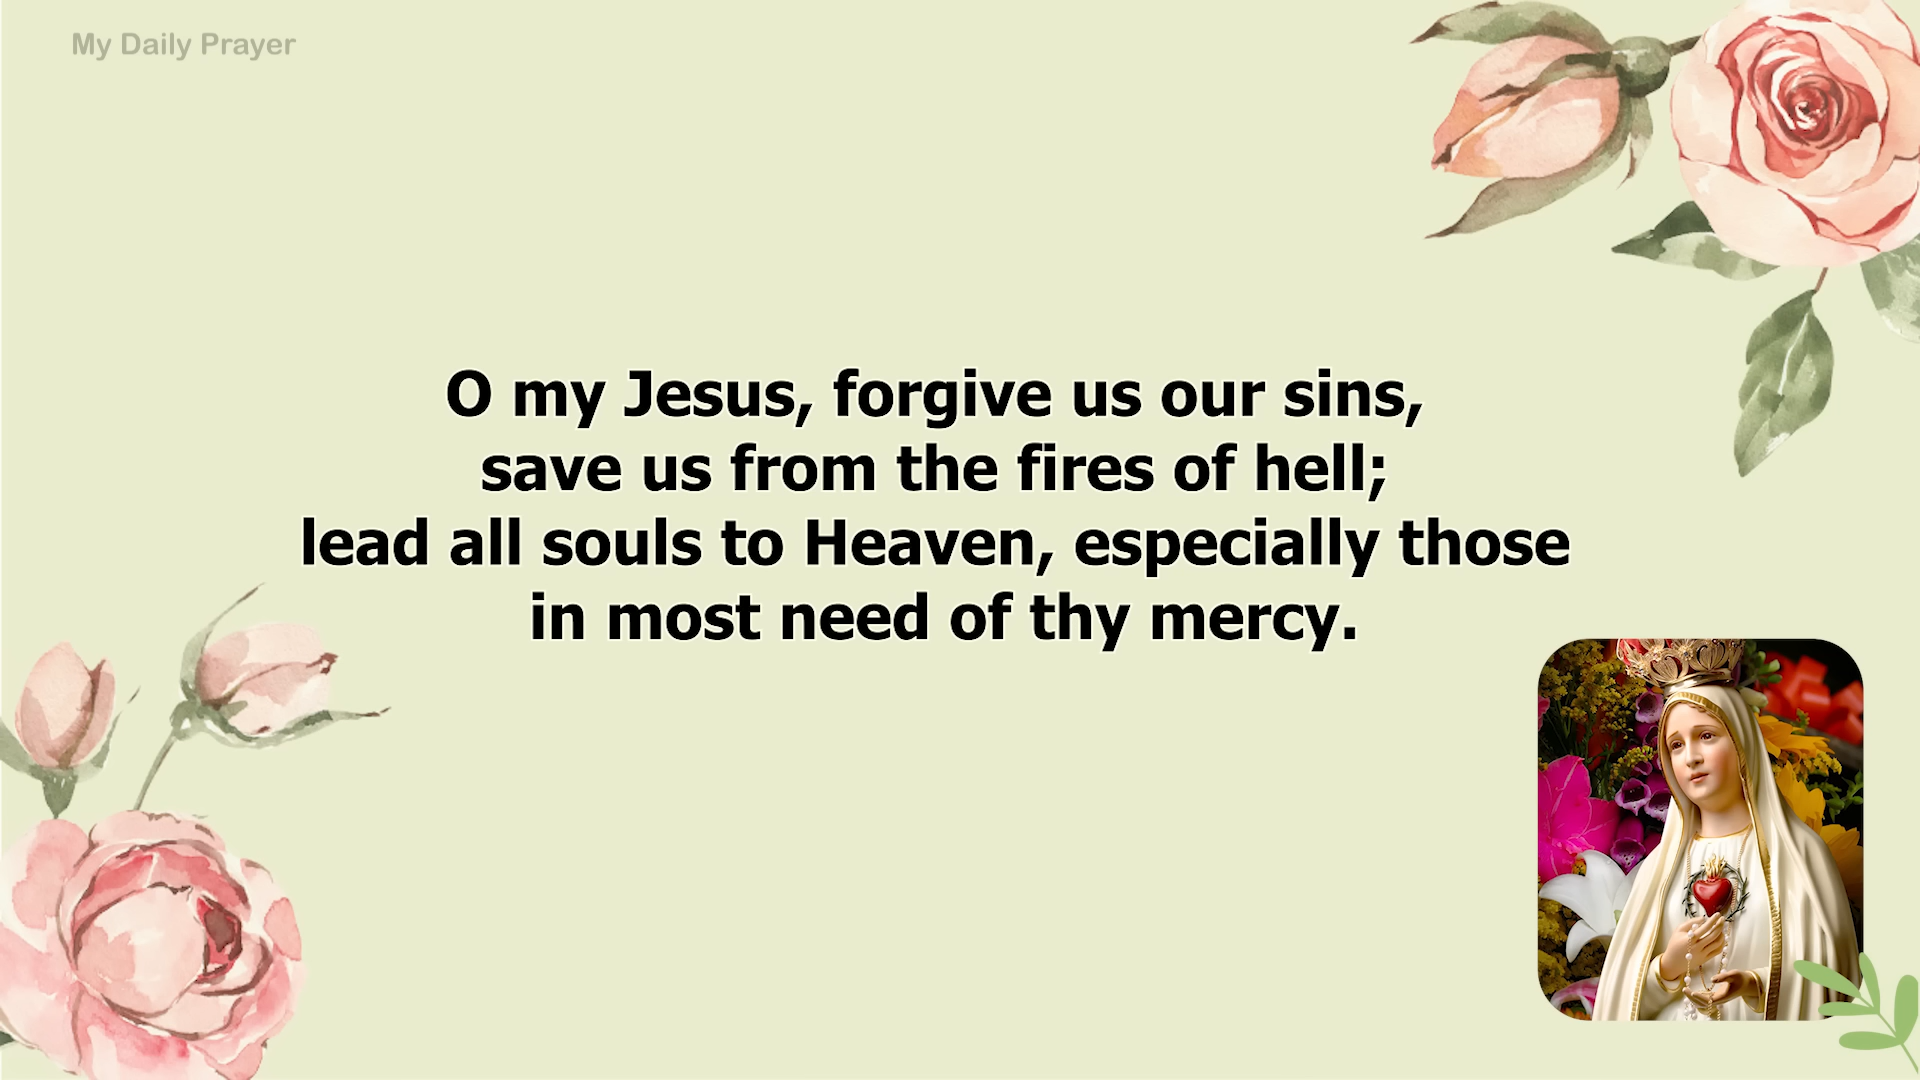 My Daily Prayer
O my Jesus, forgive us our sins,
save us from the fires of hell;
lead all souls to Heaven, especially those
in most need of thy mercy.